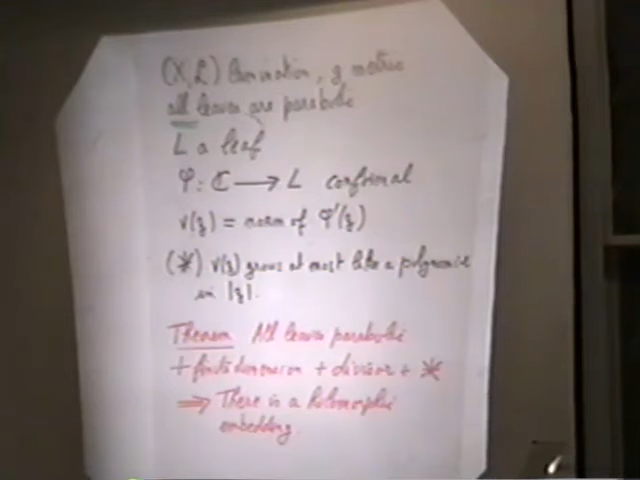 (X, L) lamination, g metric
all leaves are parabolic
L a leaf
φ : ℂ ⟶ L conformal
v(z) = norm of φ'(z)
(*) v(z) grows at most like a polynomial
in |z|.
Theorem All leaves parabolic
+ finite dimension + divisor + *
⟹ There is a holomorphic
embedding.